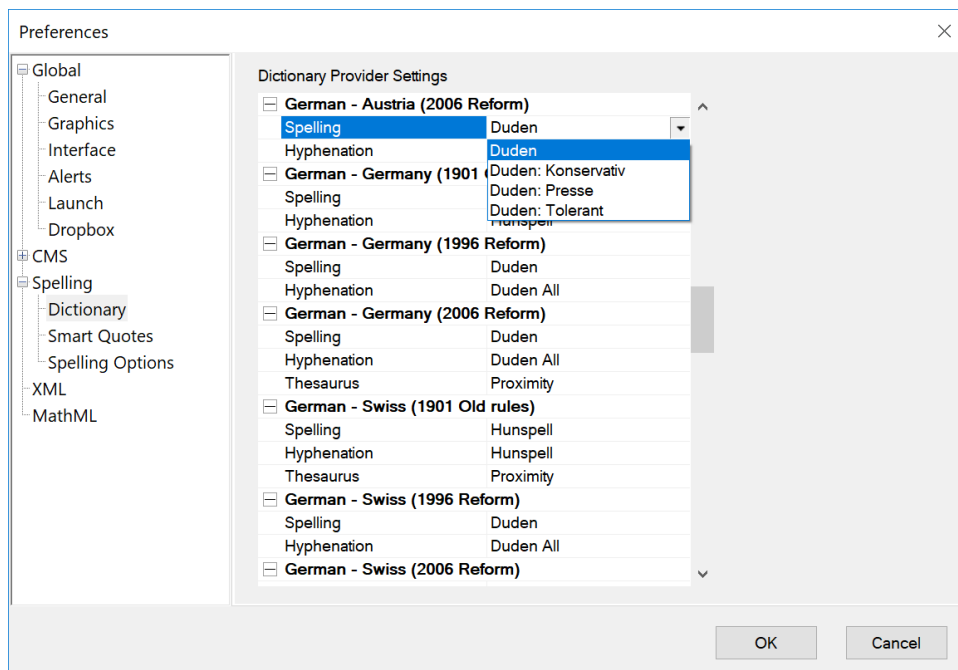 Preferences
Global
General
Graphics
Interface
Alerts
Launch
Dropbox
CMS
Spelling
Dictionary
Smart Quotes
Spelling Options
XML
MathML
Dictionary Provider Settings
German - Austria (2006 Reform)
Spelling Duden
Duden
Duden: Konservativ
Duden: Presse
Duden: Tolerant
Hyphenation
German - Germany (1901
Spelling
Hyphenation Hunspell
German - Germany (1996 Reform)
Spelling Duden
Hyphenation Duden All
German - Germany (2006 Reform)
Spelling Duden
Hyphenation Duden All
Thesaurus Proximity
German - Swiss (1901 Old rules)
Spelling Hunspell
Hyphenation Hunspell
Thesaurus Proximity
German - Swiss (1996 Reform)
Spelling Duden
Hyphenation Duden All
German - Swiss (2006 Reform)
OK Cancel